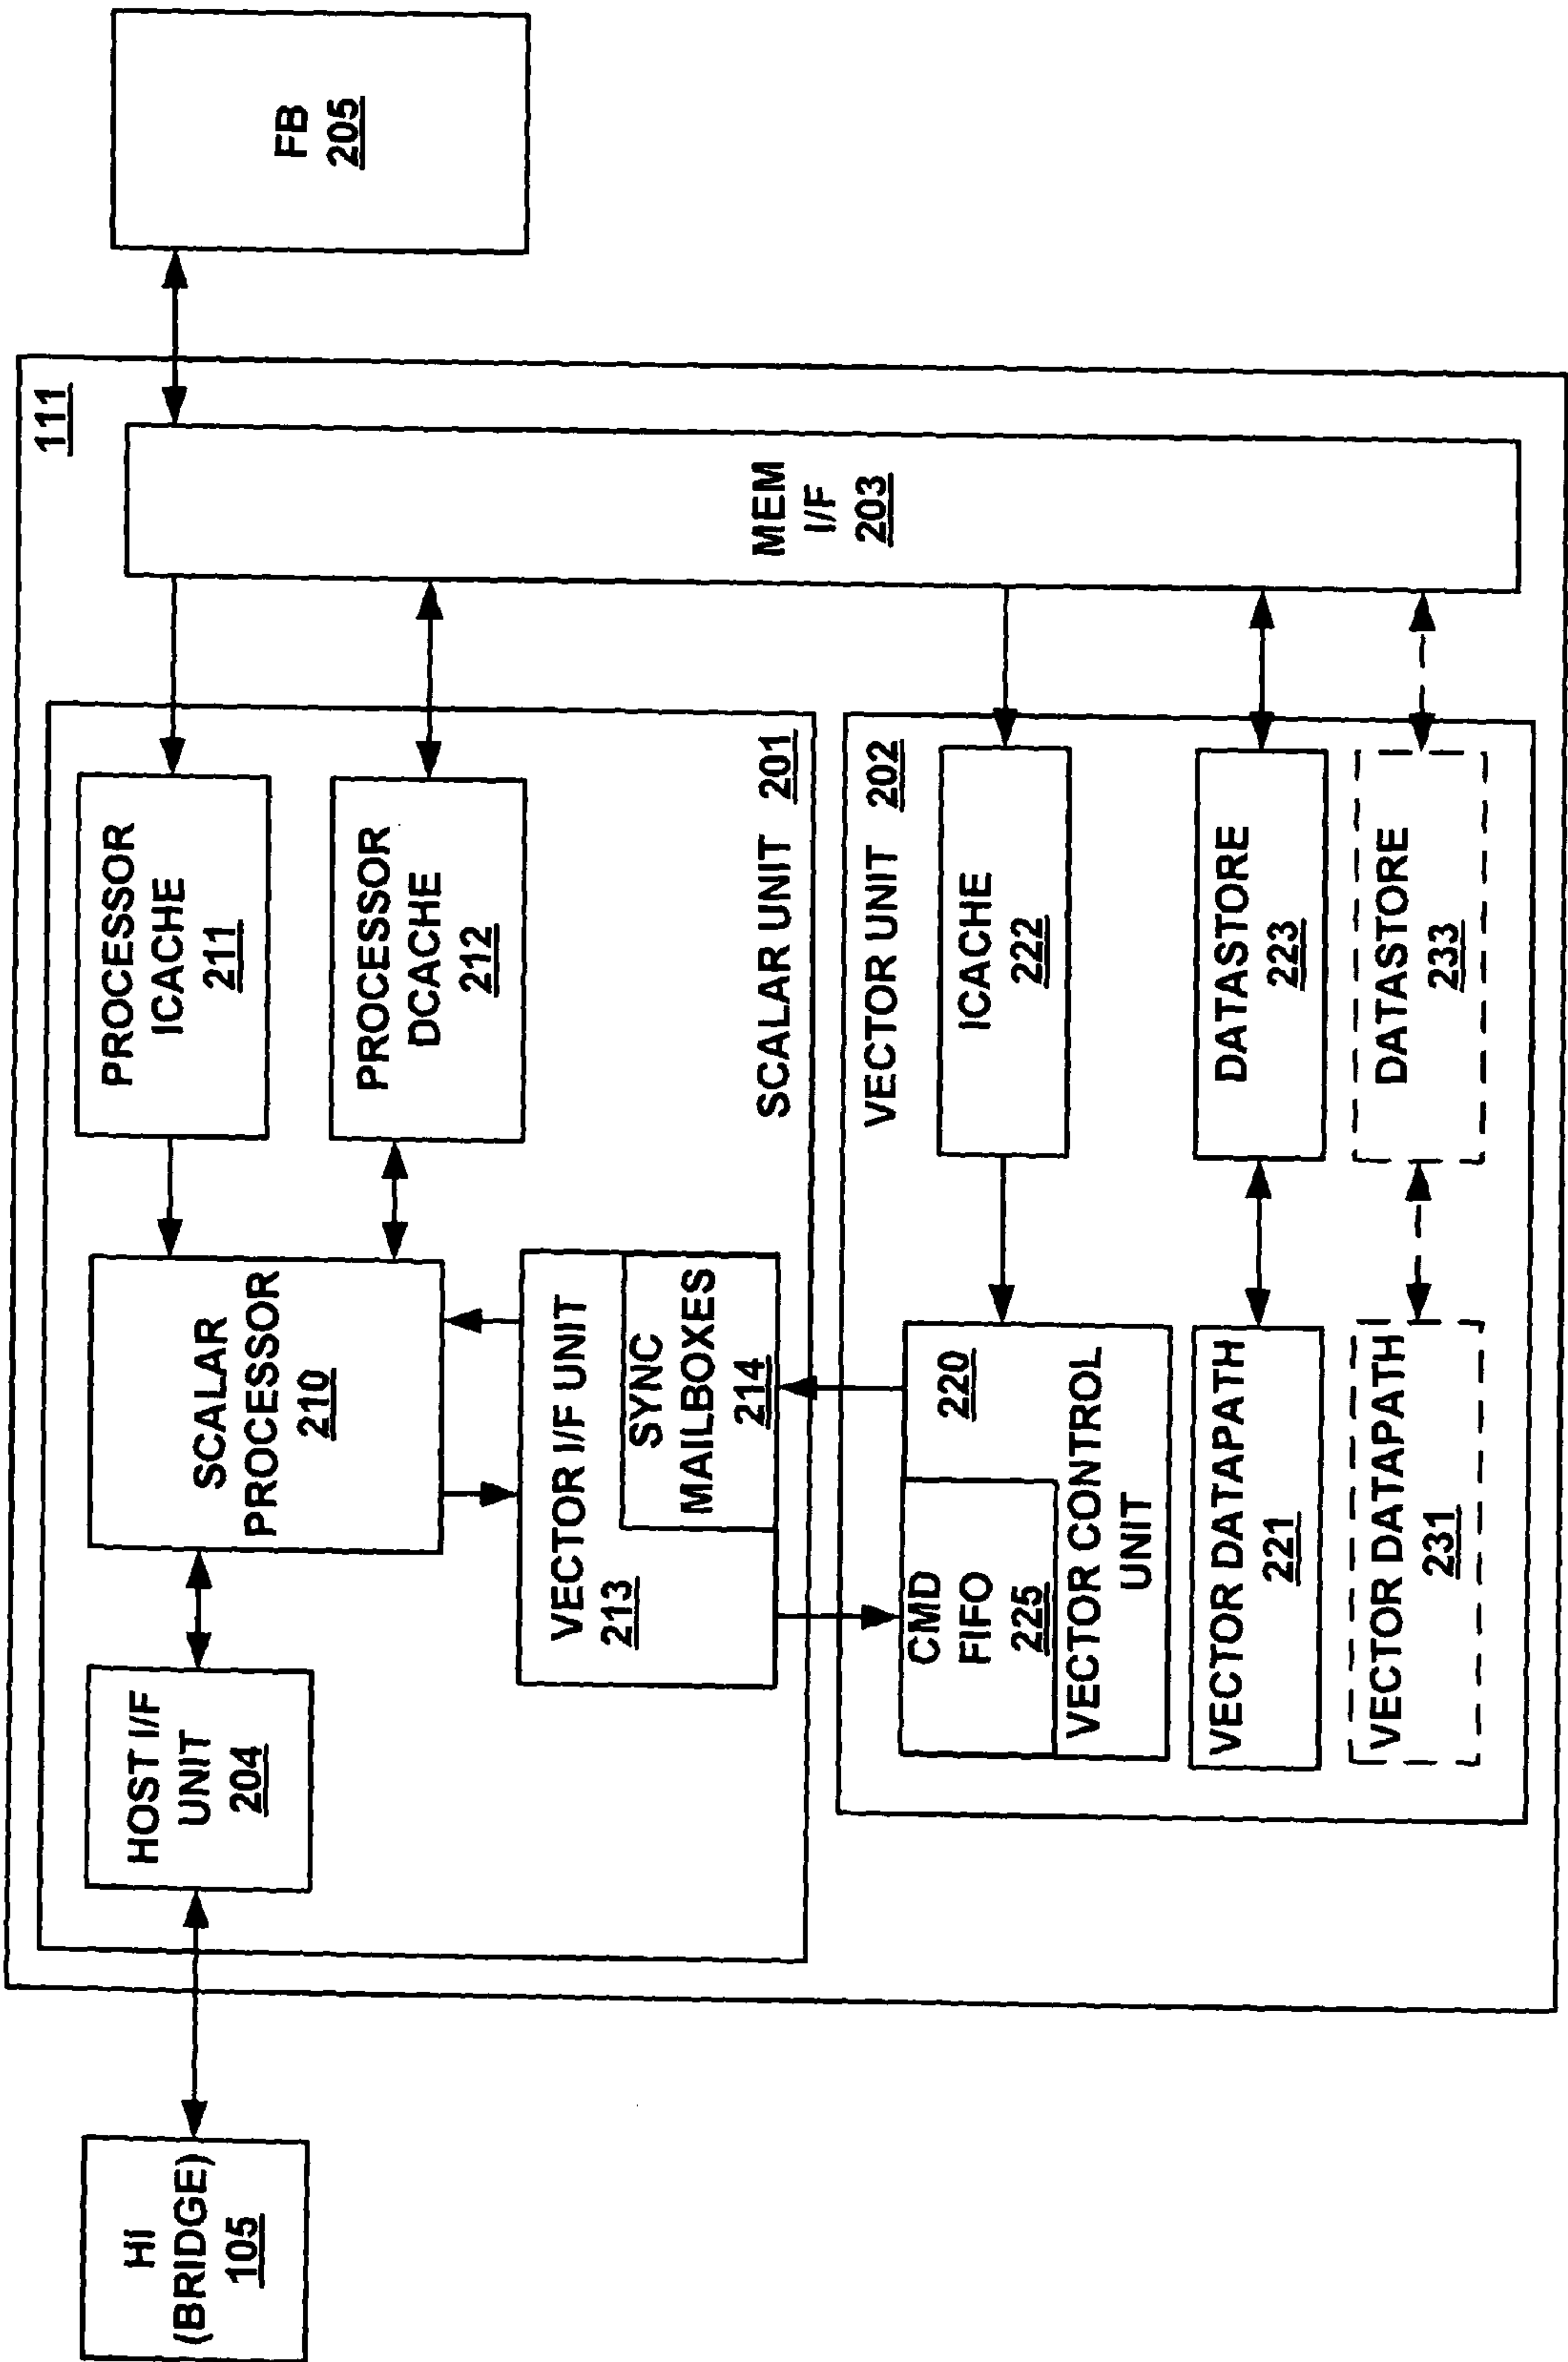 111
HI
(BRIDGE)
105
HOST I/F
UNIT
204
SCALAR
PROCESSOR
210
PROCESSOR
ICACHE
211
PROCESSOR
DCACHE
212
VECTOR I/F UNIT
213
SYNC
MAILBOXES
214
SCALAR UNIT 201
VECTOR UNIT 202
CMD
FIFO
225
220
VECTOR CONTROL
UNIT
ICACHE
222
VECTOR DATAPATH
221
DATASTORE
223
VECTOR DATAPATH
231
DATASTORE
233
MEM
I/F
203
FB
205